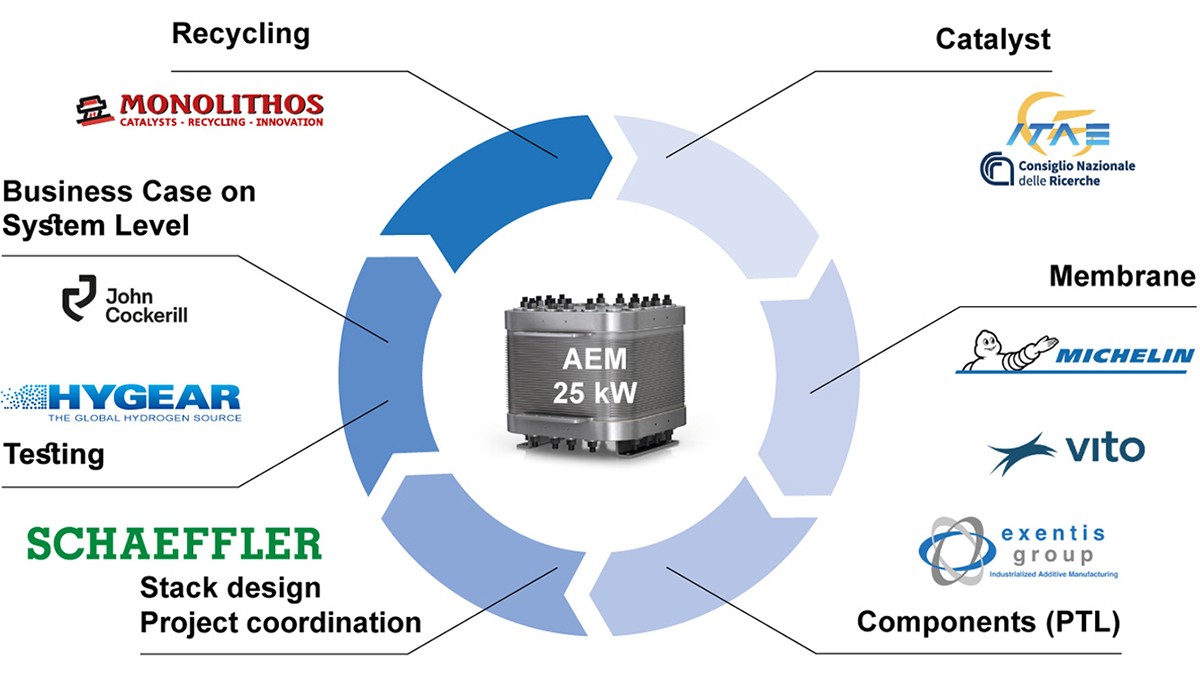 Recycling
MONOLITHOS
CATALYSTS - RECYCLING - INNOVATION
Business Case on
System Level
John
Cockerill
HYGEAR
THE GLOBAL HYDROGEN SOURCE
Testing
SCHAEFFLER
Stack design
Project coordination
AEM
25 kW
Catalyst
ITAE
Consiglio Nazionale
delle Ricerche
Membrane
MICHELIN
vito
exentis
group
Industrialized Additive Manufacturing
Components (PTL)